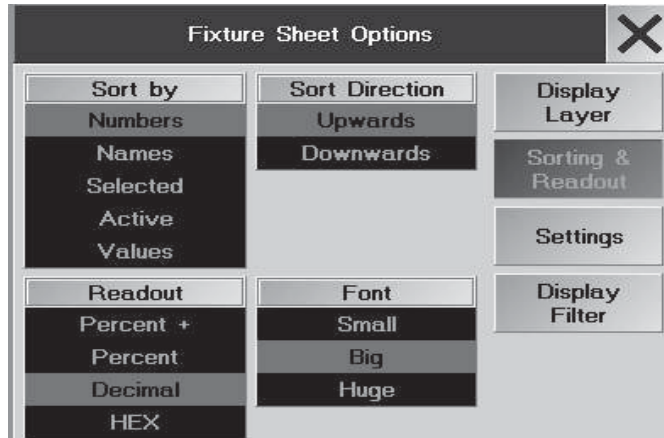 Fixture Sheet Options
Sort by
Numbers
Names
Selected
Active
Values
Sort Direction
Upwards
Downwards
Readout
Percent +
Percent
Decimal
HEX
Font
Small
Big
Huge
Display
Layer
Sorting &
Readout
Settings
Display
Filter